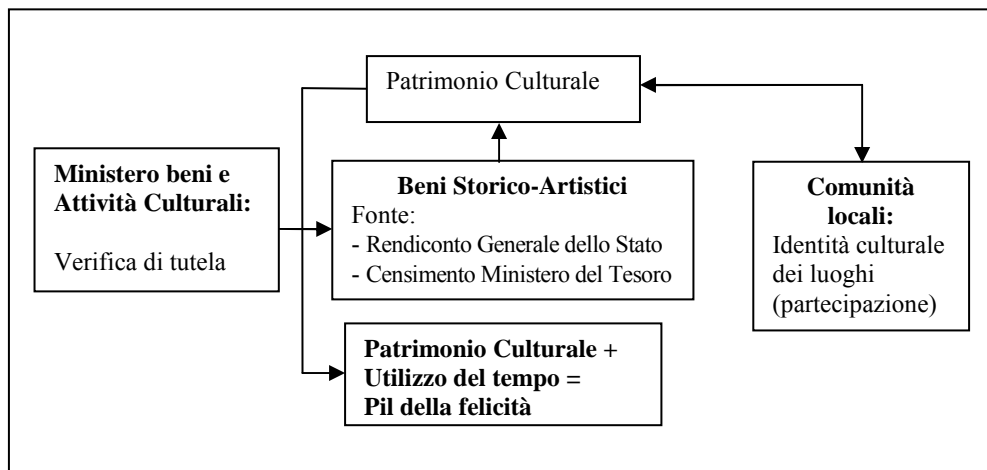 Patrimonio Culturale
Ministero beni e
Attività Culturali:
Verifica di tutela
Beni Storico-Artistici
Fonte:
- Rendiconto Generale dello Stato
- Censimento Ministero del Tesoro
Comunità
locali:
Identità culturale
dei luoghi
(partecipazione)
Patrimonio Culturale +
Utilizzo del tempo =
Pil della felicità